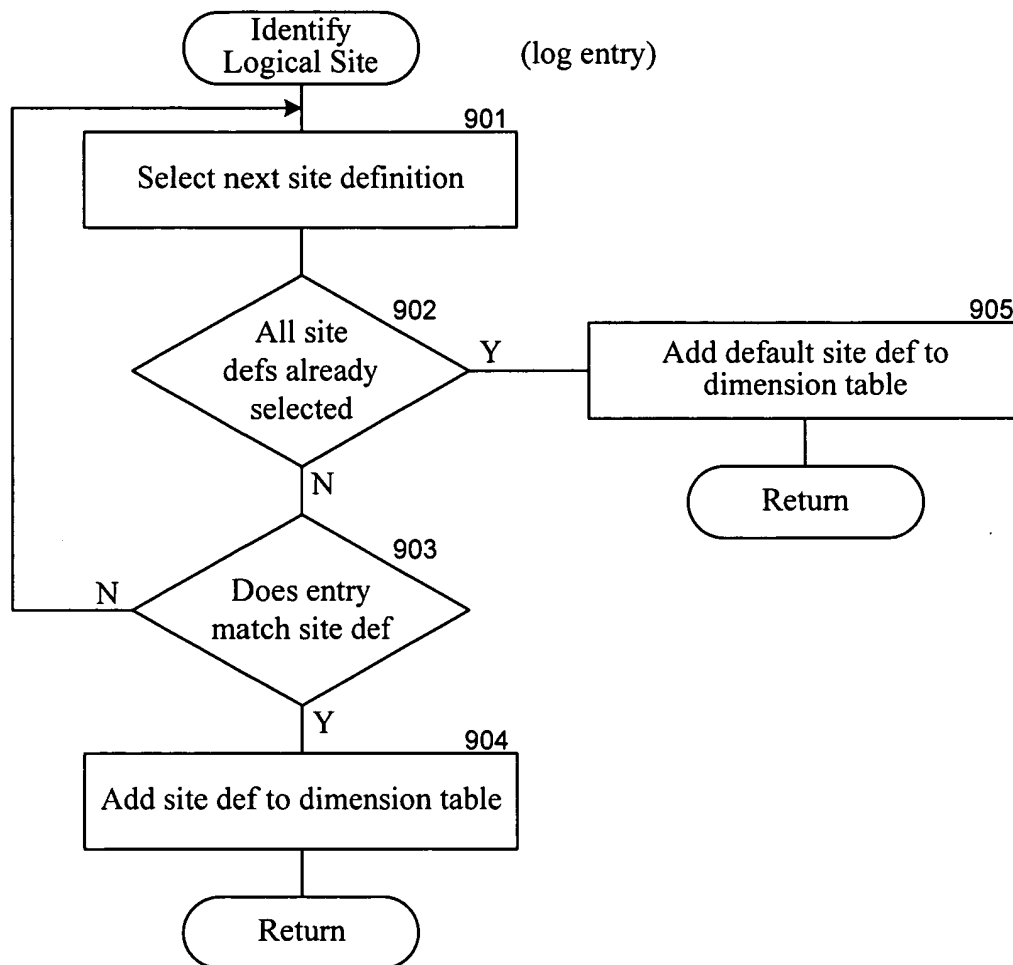 Identify
Logical Site
(log entry)
901
Select next site definition
902
All site
defs already
selected
Y
905
Add default site def to
dimension table
Return
N
903
N
Does entry
match site def
Y
904
Add site def to dimension table
Return